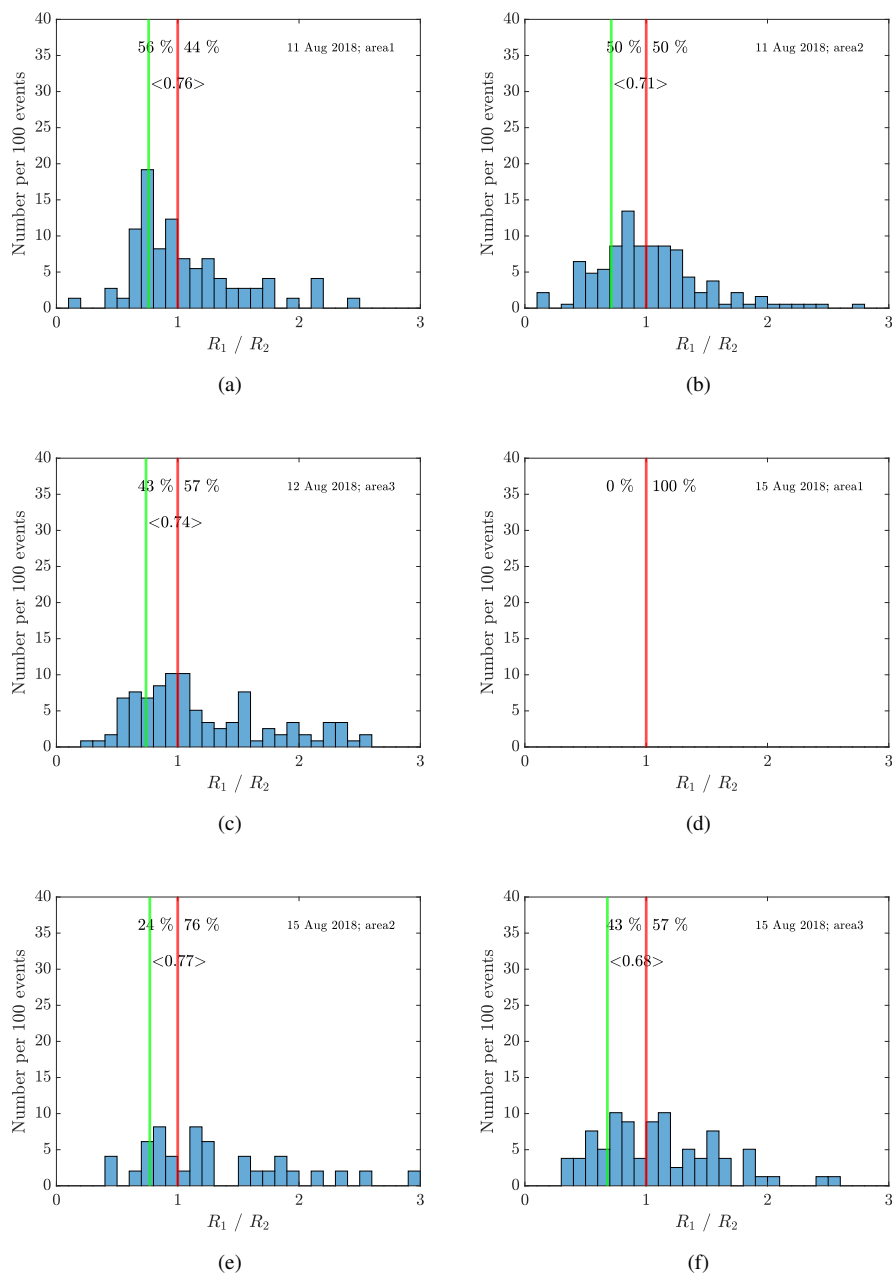 40
35
30
25
20
15
10
5
0
Number per 100 events
56 % 44 %
11 Aug 2018; area1
<0.76>
0 1 2 3
R₁ / R₂
(a)
40
35
30
25
20
15
10
5
0
Number per 100 events
50 % 50 %
11 Aug 2018; area2
<0.71>
0 1 2 3
R₁ / R₂
(b)
40
35
30
25
20
15
10
5
0
Number per 100 events
43 % 57 %
12 Aug 2018; area3
<0.74>
0 1 2 3
R₁ / R₂
(c)
40
35
30
25
20
15
10
5
0
Number per 100 events
0 % 100 %
15 Aug 2018; area1
0 1 2 3
R₁ / R₂
(d)
40
35
30
25
20
15
10
5
0
Number per 100 events
24 % 76 %
15 Aug 2018; area2
<0.77>
0 1 2 3
R₁ / R₂
(e)
40
35
30
25
20
15
10
5
0
Number per 100 events
43 % 57 %
15 Aug 2018; area3
<0.68>
0 1 2 3
R₁ / R₂
(f)